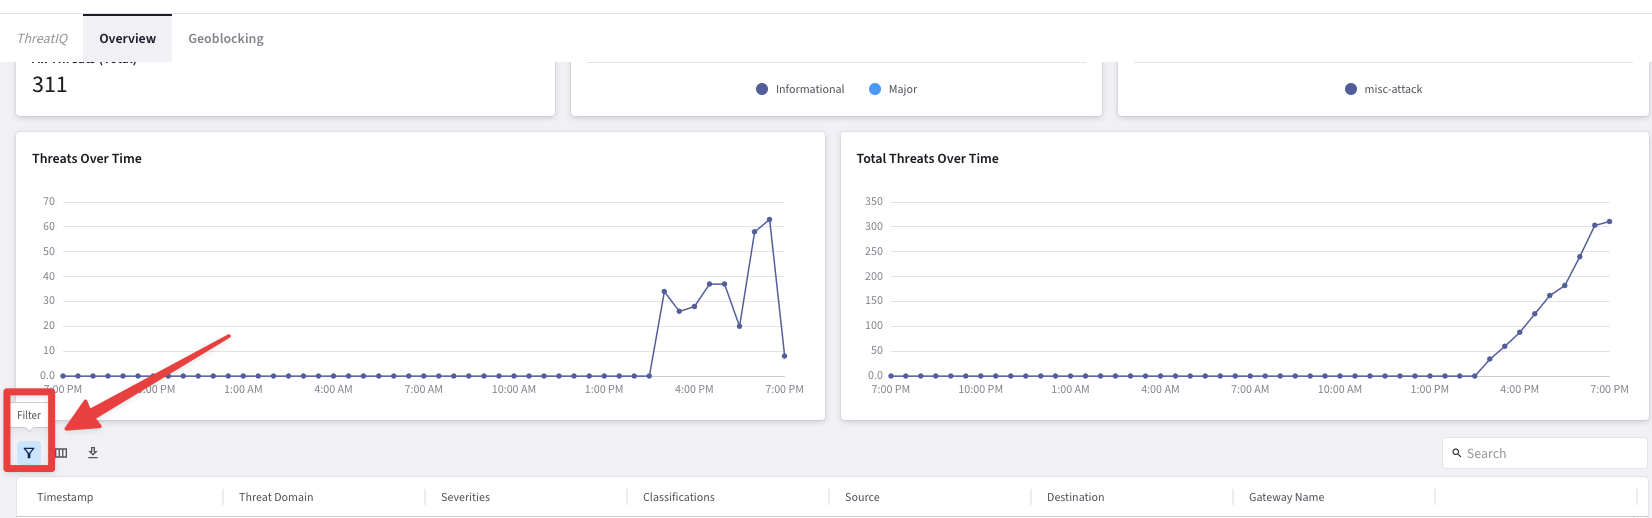 ThreatIQ Overview Geoblocking
311
Informational Major
misc-attack
Threats Over Time
70
60
50
40
30
20
10
0.0
7:00 PM 1:00 AM 4:00 AM 7:00 AM 10:00 AM 1:00 PM 4:00 PM 7:00 PM
Total Threats Over Time
350
300
250
200
150
100
50
0.0
7:00 PM 10:00 PM 1:00 AM 4:00 AM 7:00 AM 10:00 AM 1:00 PM 4:00 PM 7:00 PM
Filter
Search
Timestamp Threat Domain Severities Classifications Source Destination Gateway Name